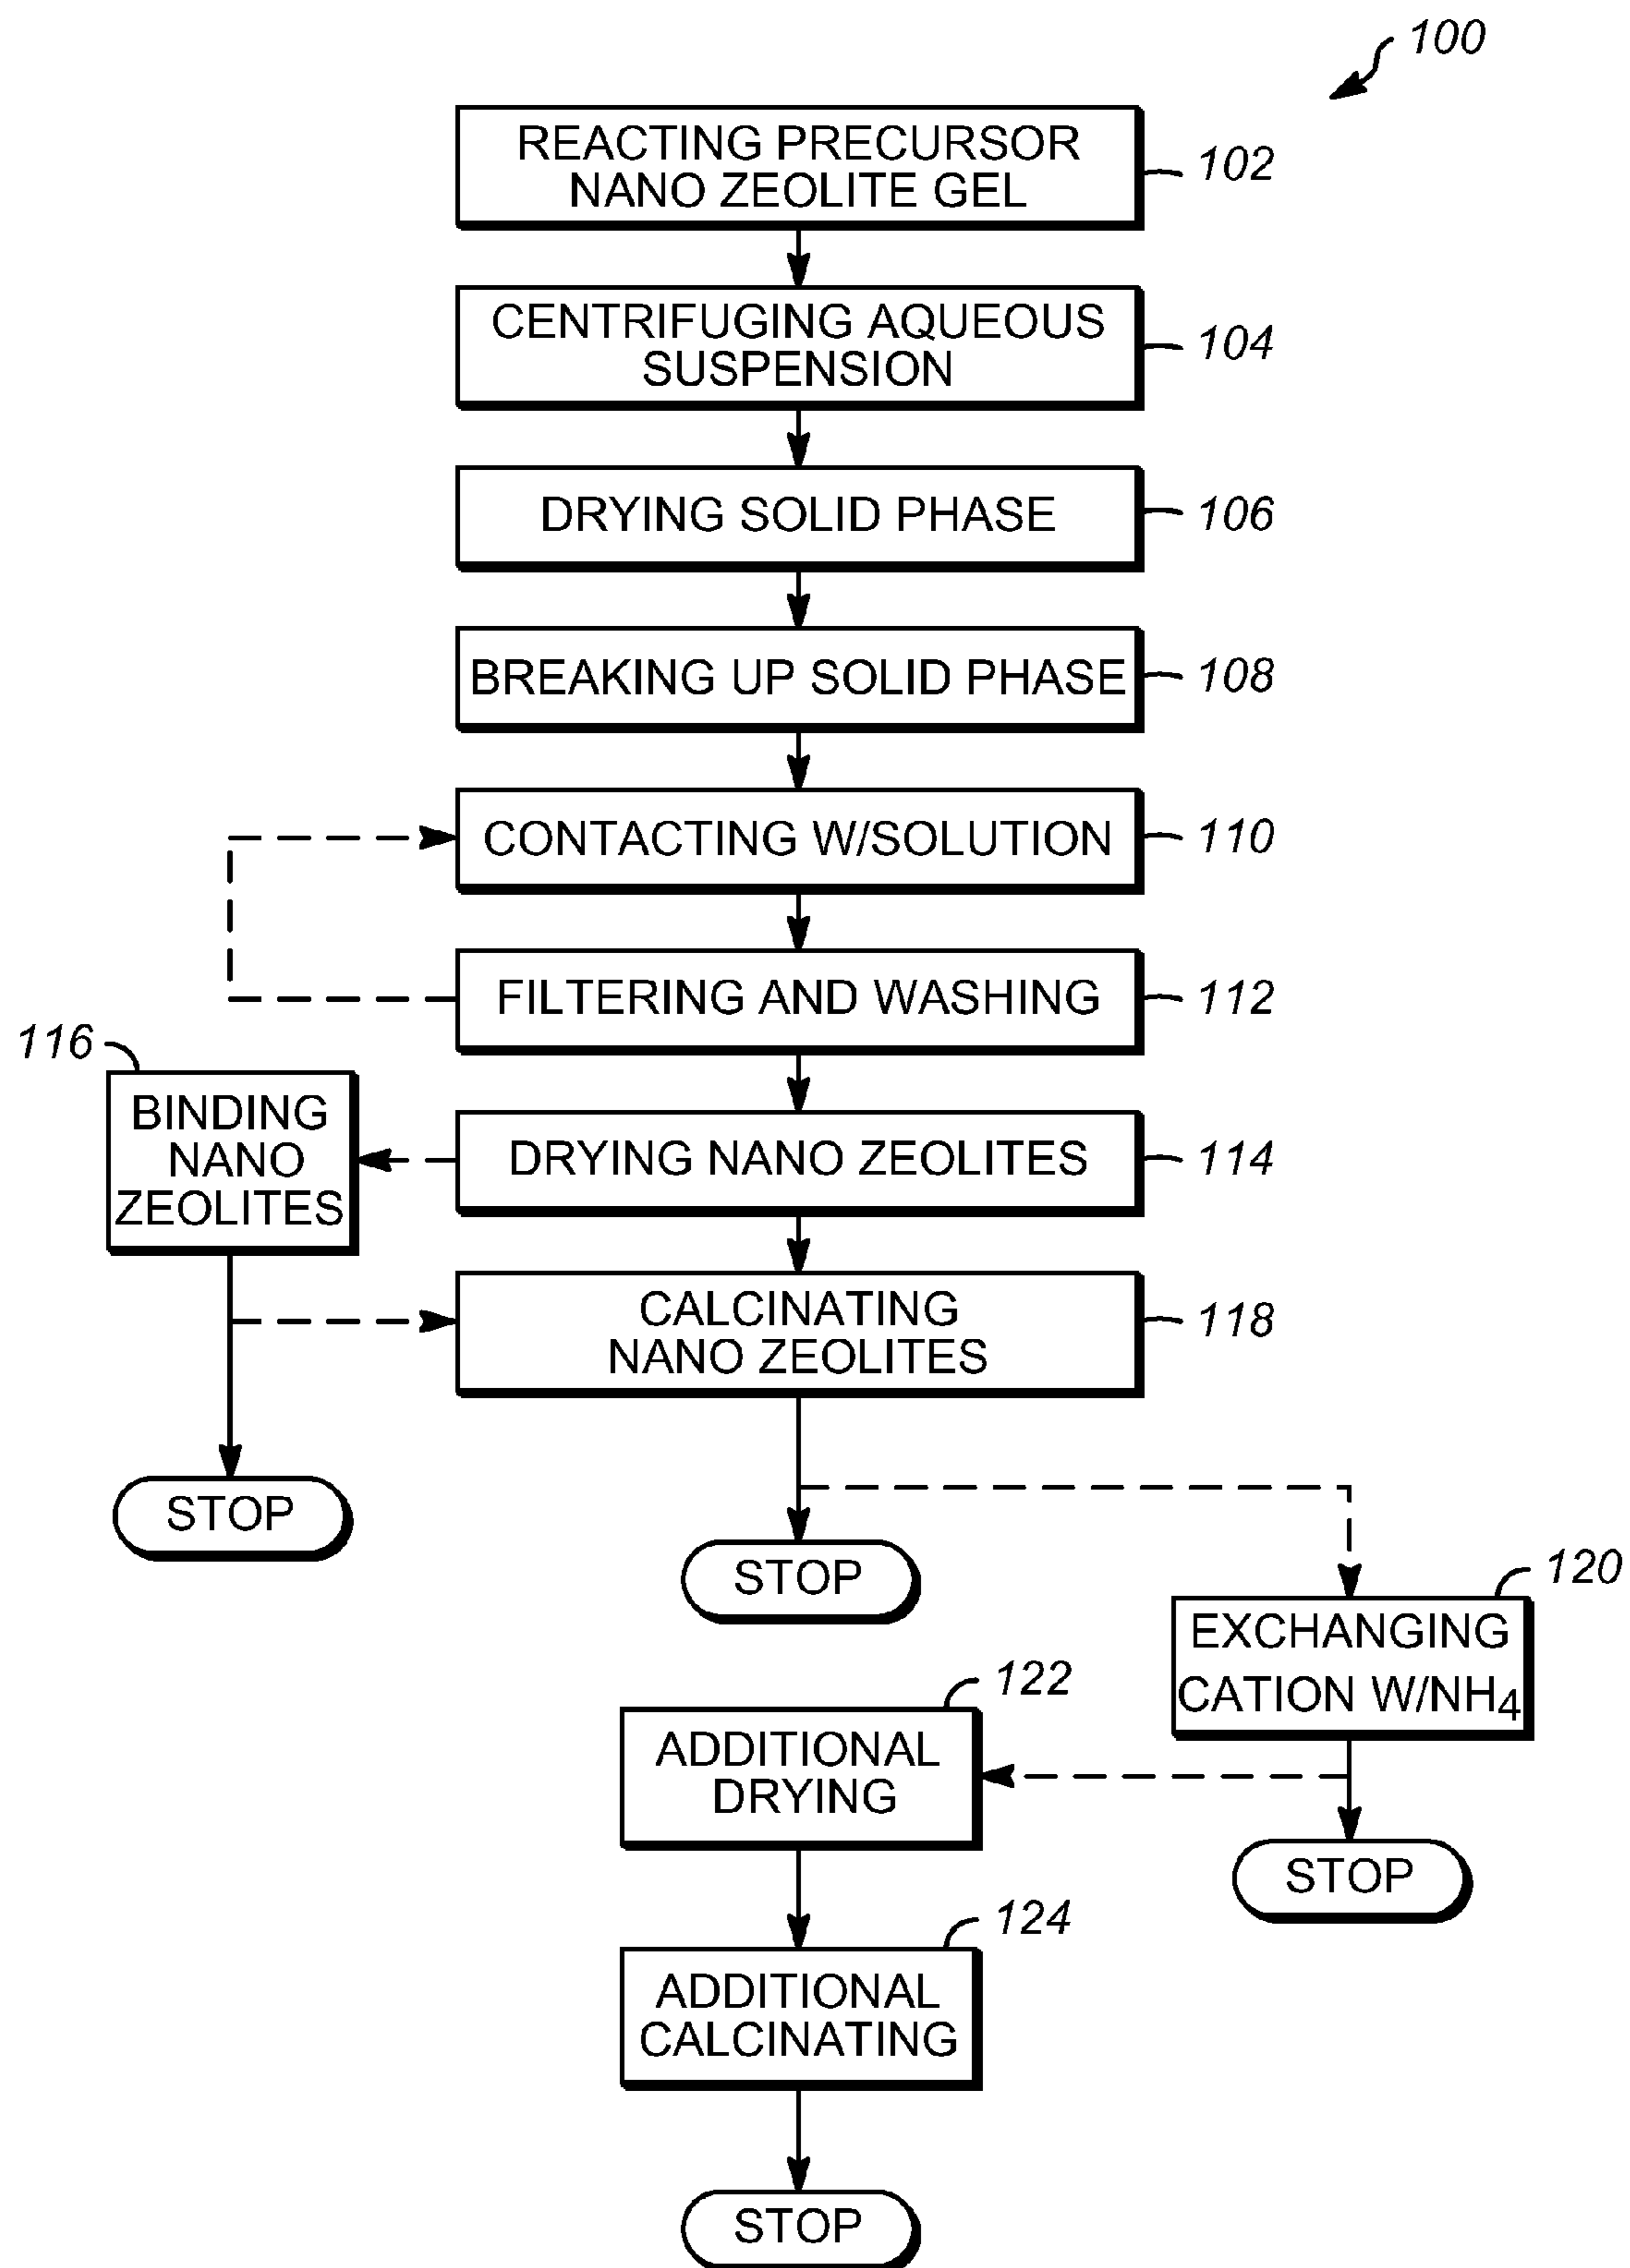 100
REACTING PRECURSOR
NANO ZEOLITE GEL
102
CENTRIFUGING AQUEOUS
SUSPENSION
104
DRYING SOLID PHASE
106
BREAKING UP SOLID PHASE
108
CONTACTING W/SOLUTION
110
FILTERING AND WASHING
112
116
BINDING
NANO
ZEOLITES
DRYING NANO ZEOLITES
114
CALCINATING
NANO ZEOLITES
118
STOP
STOP
120
EXCHANGING
CATION W/NH4
122
ADDITIONAL
DRYING
STOP
124
ADDITIONAL
CALCINATING
STOP